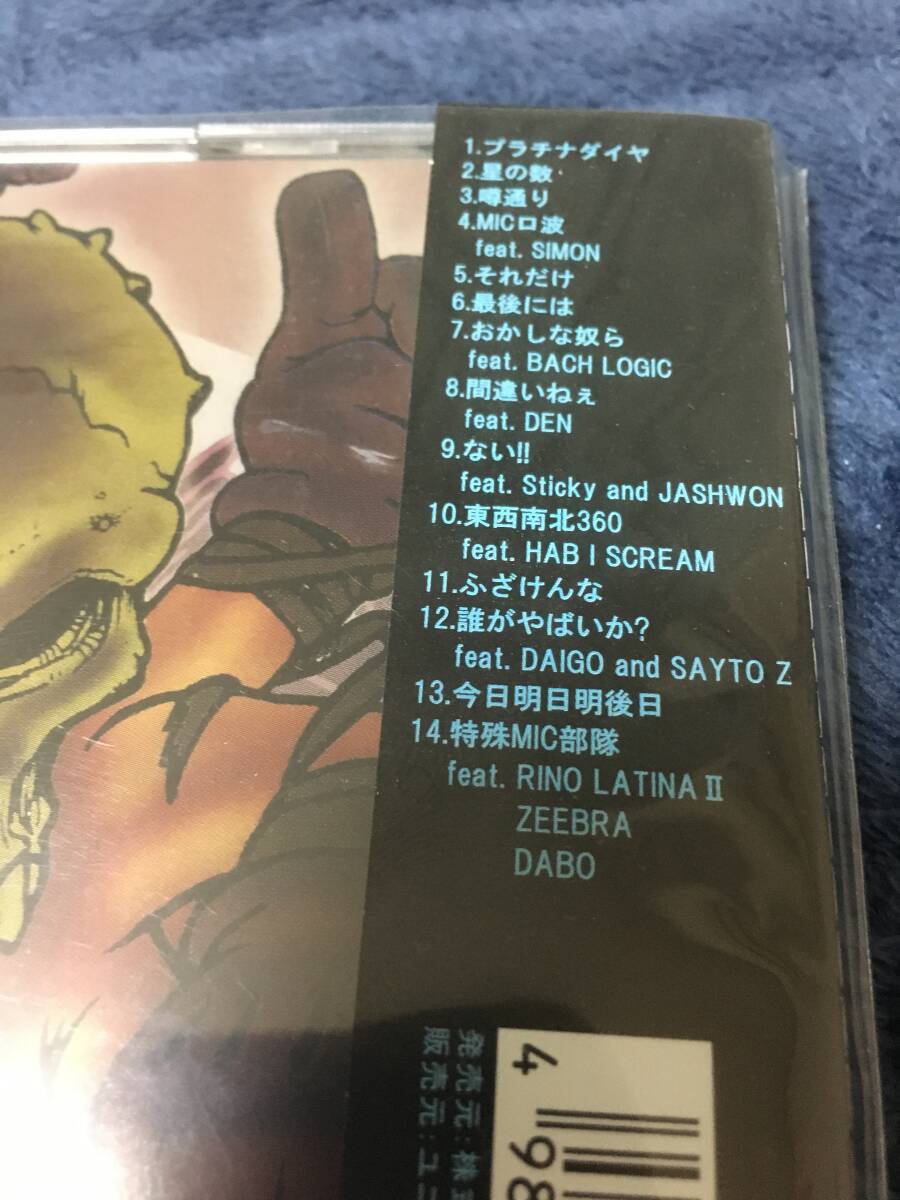 1.プラチナダイヤ
2.星の数
3.噂通り
4.MIC口波
feat. SIMON
5.それだけ
6.最後には
7.おかしな奴ら
feat. BACH LOGIC
8.間違いねぇ
feat. DEN
9.ない!!
feat. Sticky and JASHWON
10.東西南北360
feat. HAB I SCREAM
11.ふざけんな
12.誰がやばいか?
feat. DAIGO and SAYTO Z
13.今日明日明後日
14.特殊MIC部隊
feat. RINO LATINA II
ZEEBRA
DABO
発売元:株
販売元:ユニ
4 98